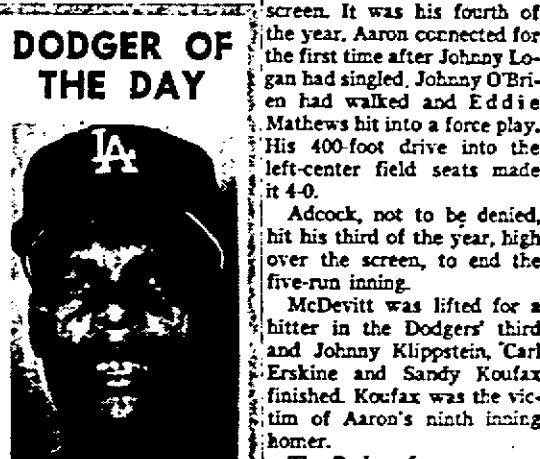 DODGER OF
THE DAY
LA
screen. It was his fourth of
the year. Aaron connected for
the first time after Johnny Lo-
gan had singled. Johnny O'Bri-
en had walked and Eddie
Mathews hit into a force play.
His 400-foot drive into the
left-center field seats made
it 4-0.
Adcock, not to be denied,
hit his third of the year, high
over the screen, to end the
five-run inning.
McDevitt was lifted for a
hitter in the Dodgers' third
and Johnny Klippstein, Carl
Erskine and Sandy Koufax
finished. Koufax was the vic-
tim of Aaron's ninth inning
homer.